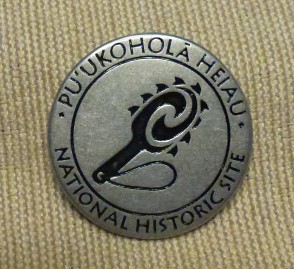 · PU'UKOHOLĀ HEIAU ·
NATIONAL HISTORIC SITE